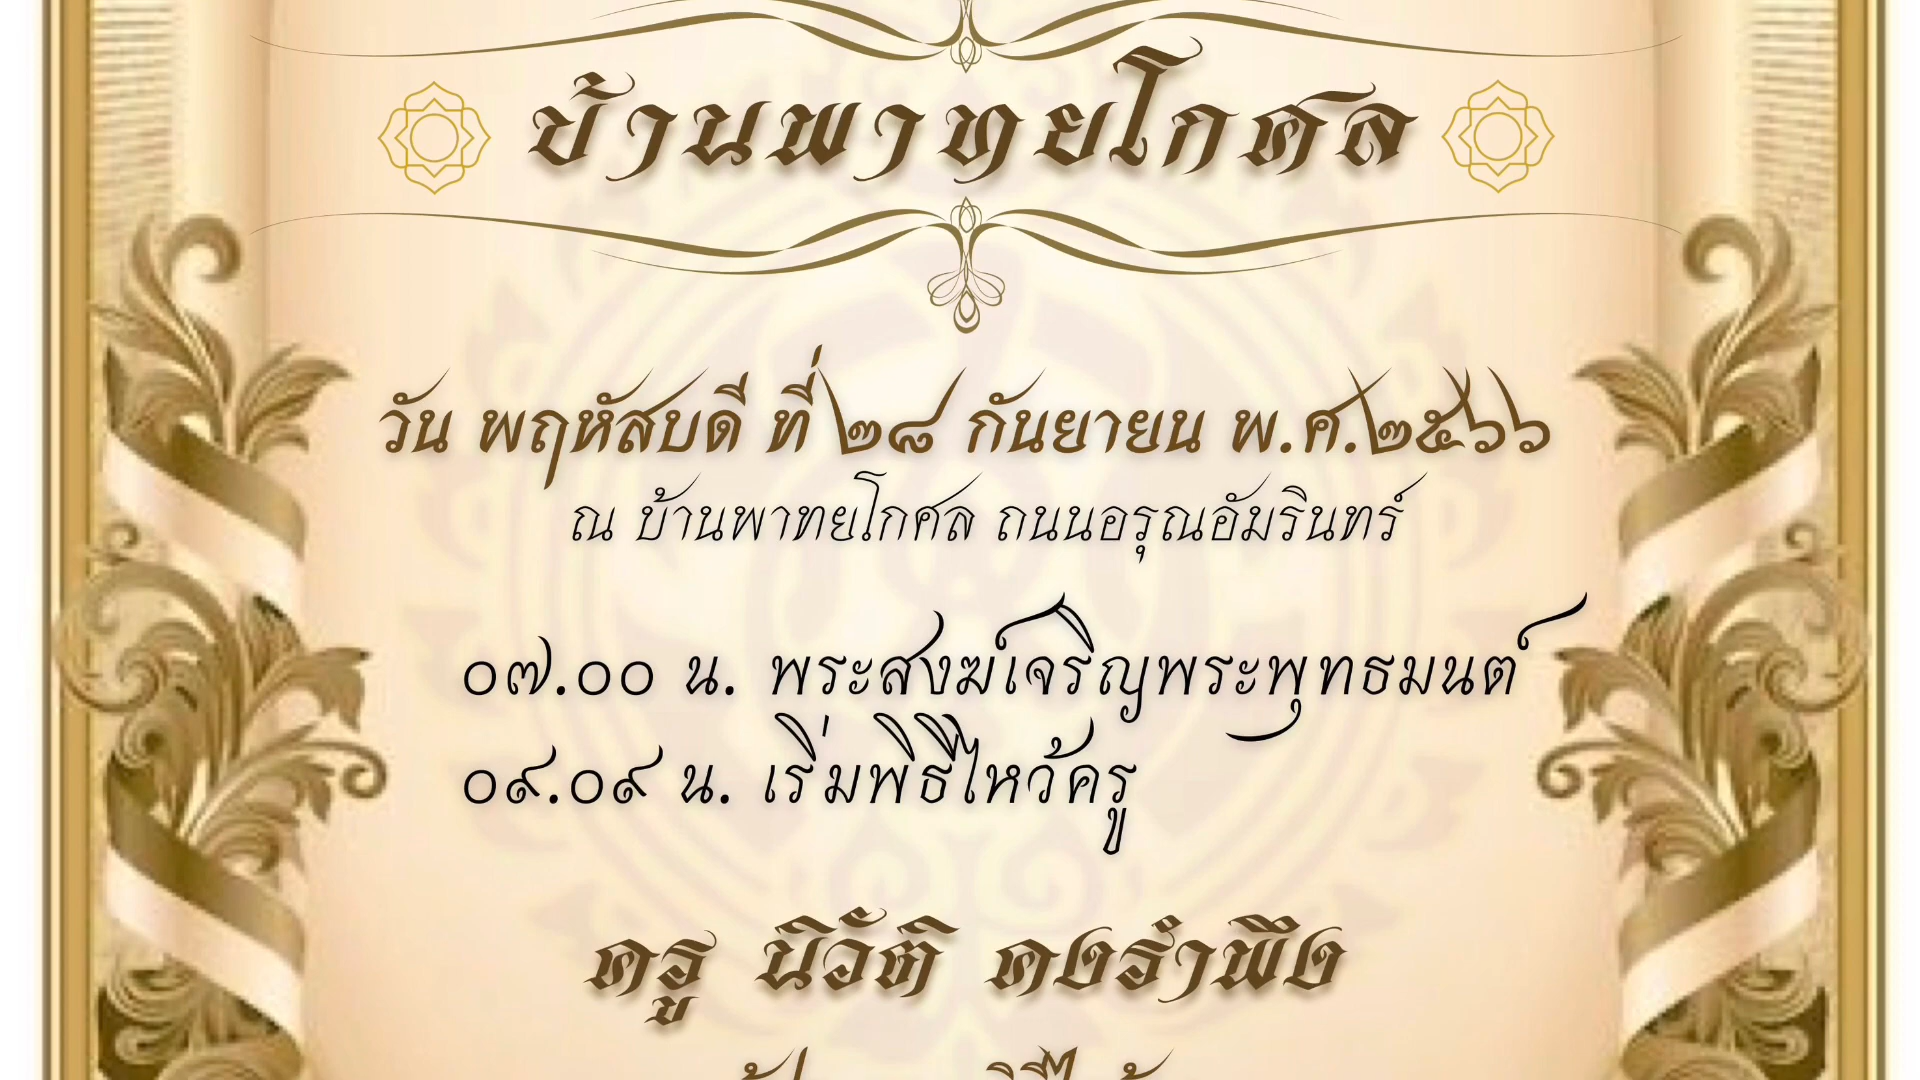 บ้านพาทยโกศล
วัน พฤหัสบดี ที่ ๒๘ กันยายน พ.ศ.๒๕๖๖
ณ บ้านพาทยโกศล ถนนอรุณอัมรินทร์
๐๗.๐๐ น. พระสงฆ์เจริญพระพุทธมนต์
๐๙.๐๙ น. เริ่มพิธีไหว้ครู
ครู นิวัติ คงรำพึง